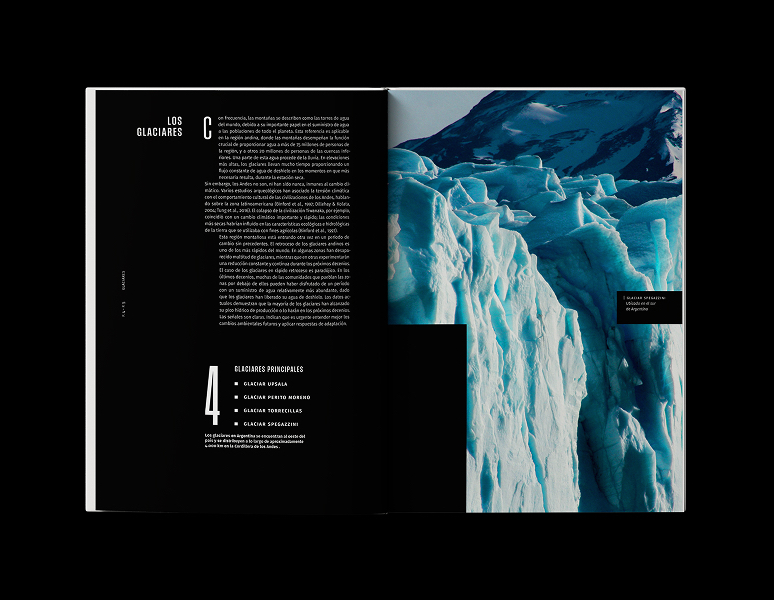 LOS
GLACIARES
Con frecuencia, las montañas se describen como las torres de agua
del mundo, debido a su importante papel en el suministro de agua
a las poblaciones de todo el planeta. Esta referencia es aplicable
en la región andina, donde las montañas desempeñan la función
crucial de proporcionar agua a más de 75 millones de personas de
la región, y a otros 20 millones de personas de las cuencas infe-
riores. Una parte de esta agua procede de la lluvia. En elevaciones
más altas, los glaciares llevan mucho tiempo proporcionando un
flujo constante de agua de deshielo en los momentos en que más
necesaria resulta, durante la estación seca.
Sin embargo, los Andes no son, ni han sido nunca, inmunes al cambio cli-
mático. Varios estudios arqueológicos han asociado la tensión climática
con el comportamiento cultural de las civilizaciones de los Andes, hablan-
do sobre la zona latinoamericana (Binford et al., 1997; Dillehay & Kolata,
2004; Tung et al., 2016). El colapso de la civilización Tiwanaku, por ejemplo,
coincidió con un cambio climático importante y rápido; las condiciones
más secas habrían influido en las características ecológicas e hidrológicas
de la tierra que se utilizaba con fines agrícolas (Binford et al., 1997).
Esta región montañosa está entrando otra vez en un período de
cambio sin precedentes. El retroceso de los glaciares andinos es
uno de los más rápidos del mundo. En algunas zonas han desapa-
recido multitud de glaciares, mientras que en otras experimentarán
una reducción constante y continua durante los próximos decenios.
El caso de los glaciares en rápido retroceso es paradójico. En los
últimos decenios, muchas de las comunidades que pueblan las zo-
nas por debajo de ellos pueden haber disfrutado de un período
con un suministro de agua relativamente más abundante, dado
que los glaciares han liberado su agua de deshielo. Los datos ac-
tuales demuestran que la mayoría de los glaciares han alcanzado
su pico hídrico de producción o lo harán en los próximos decenios.
Las señales son claras. Indican que es urgente entender mejor los
cambios ambientales futuros y aplicar respuestas de adaptación.
GLACIARES
4
GLACIARES PRINCIPALES
GLACIAR UPSALA
GLACIAR PERITO MORENO
GLACIAR TORRECILLAS
GLACIAR SPEGAZZINI
Los glaciares en Argentina se encuentran al oeste del
país y se distribuyen a lo largo de aproximadamente
4.000 km en la Cordillera de los Andes.
GLACIAR SPEGAZZINI
Ubicado en el sur
de Argentina